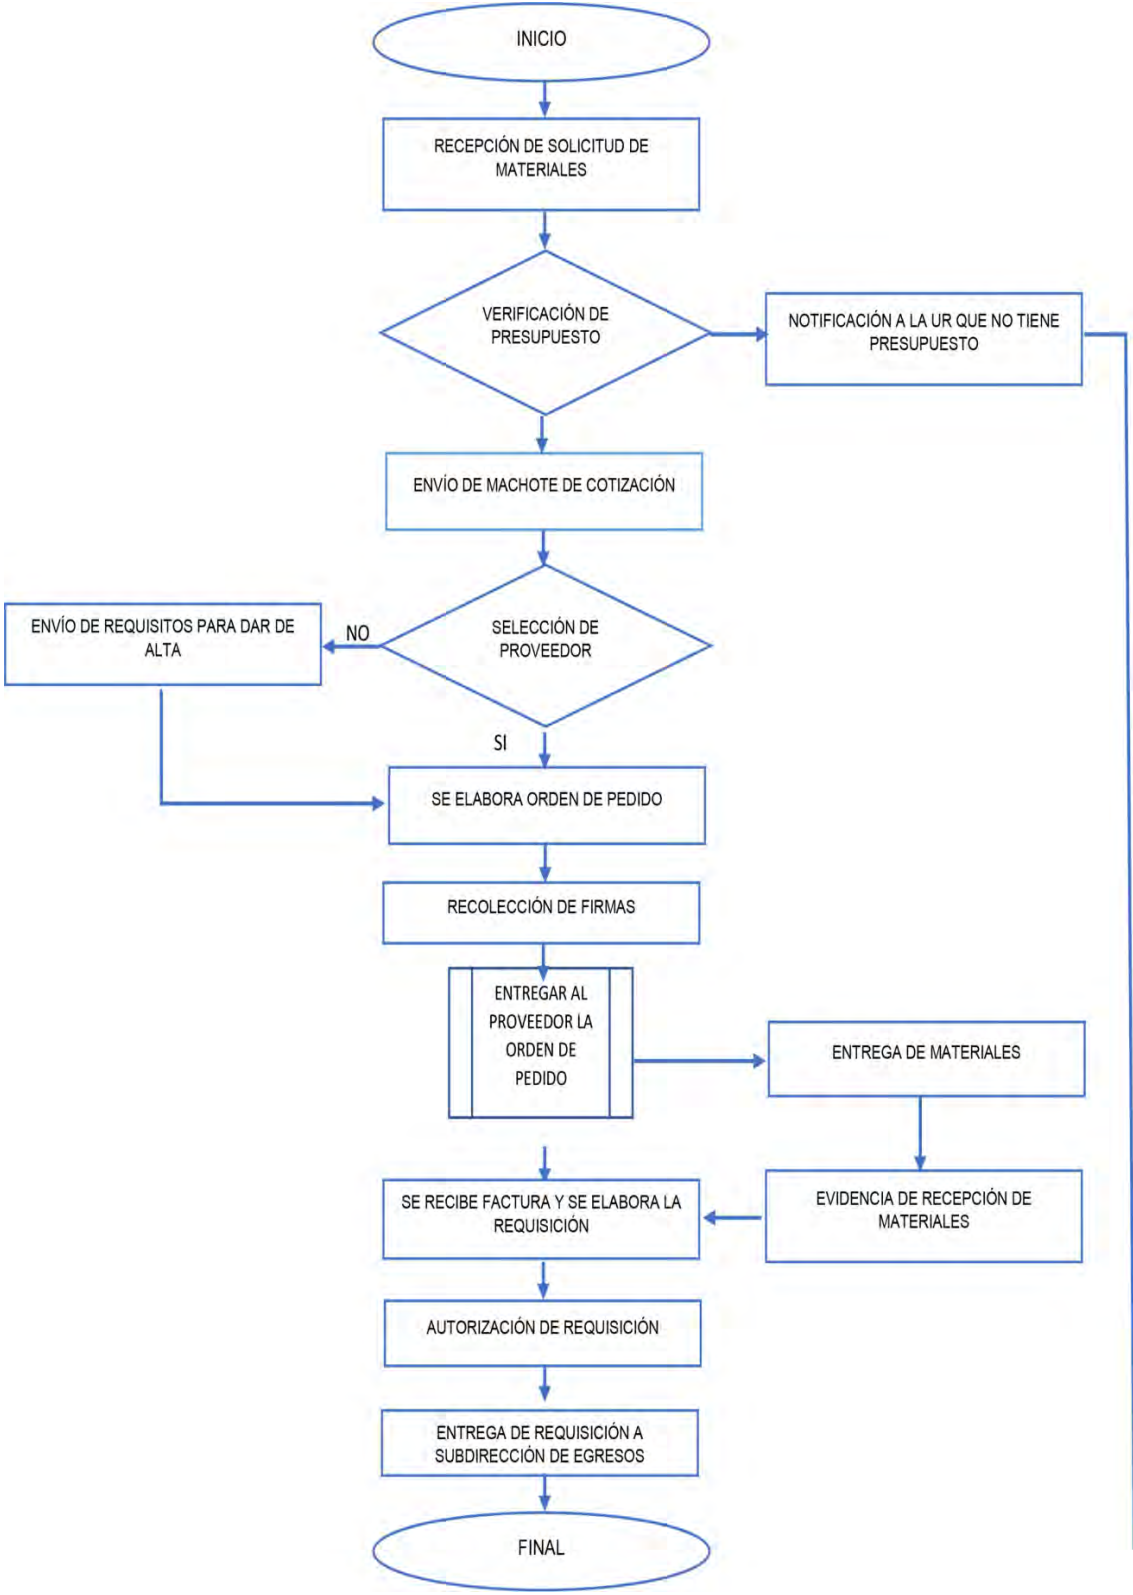 INICIO
RECEPCIÓN DE SOLICITUD DE
MATERIALES
VERIFICACIÓN DE
PRESUPUESTO
NOTIFICACIÓN A LA UR QUE NO TIENE
PRESUPUESTO
ENVÍO DE MACHOTE DE COTIZACIÓN
SELECCIÓN DE
PROVEEDOR
NO
ENVÍO DE REQUISITOS PARA DAR DE
ALTA
SI
SE ELABORA ORDEN DE PEDIDO
RECOLECCIÓN DE FIRMAS
ENTREGAR AL
PROVEEDOR LA
ORDEN DE
PEDIDO
ENTREGA DE MATERIALES
EVIDENCIA DE RECEPCIÓN DE
MATERIALES
SE RECIBE FACTURA Y SE ELABORA LA
REQUISICIÓN
AUTORIZACIÓN DE REQUISICIÓN
ENTREGA DE REQUISICIÓN A
SUBDIRECCIÓN DE EGRESOS
FINAL